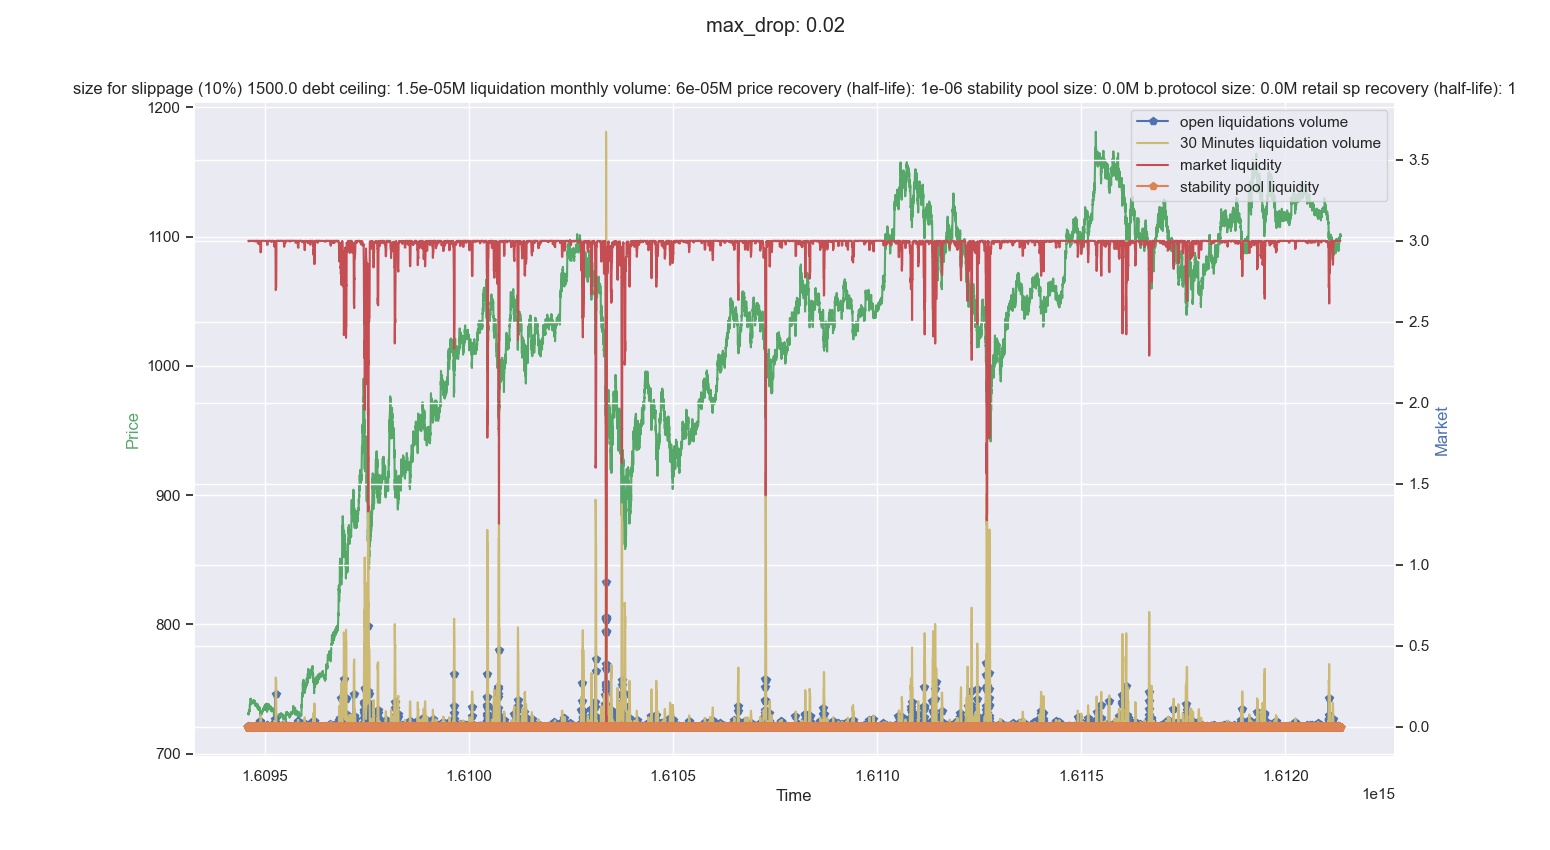 max_drop: 0.02
size for slippage (10%) 1500.0 debt ceiling: 1.5e-05M liquidation monthly volume: 6e-05M price recovery (half-life): 1e-06 stability pool size: 0.0M b.protocol size: 0.0M retail sp recovery (half-life): 1
open liquidations volume
30 Minutes liquidation volume
market liquidity
stability pool liquidity
1200
1100
1000
900
800
700
Price
3.5
3.0
2.5
2.0
1.5
1.0
0.5
0.0
Market
1.6095 1.6100 1.6105 1.6110 1.6115 1.6120
Time
1e15